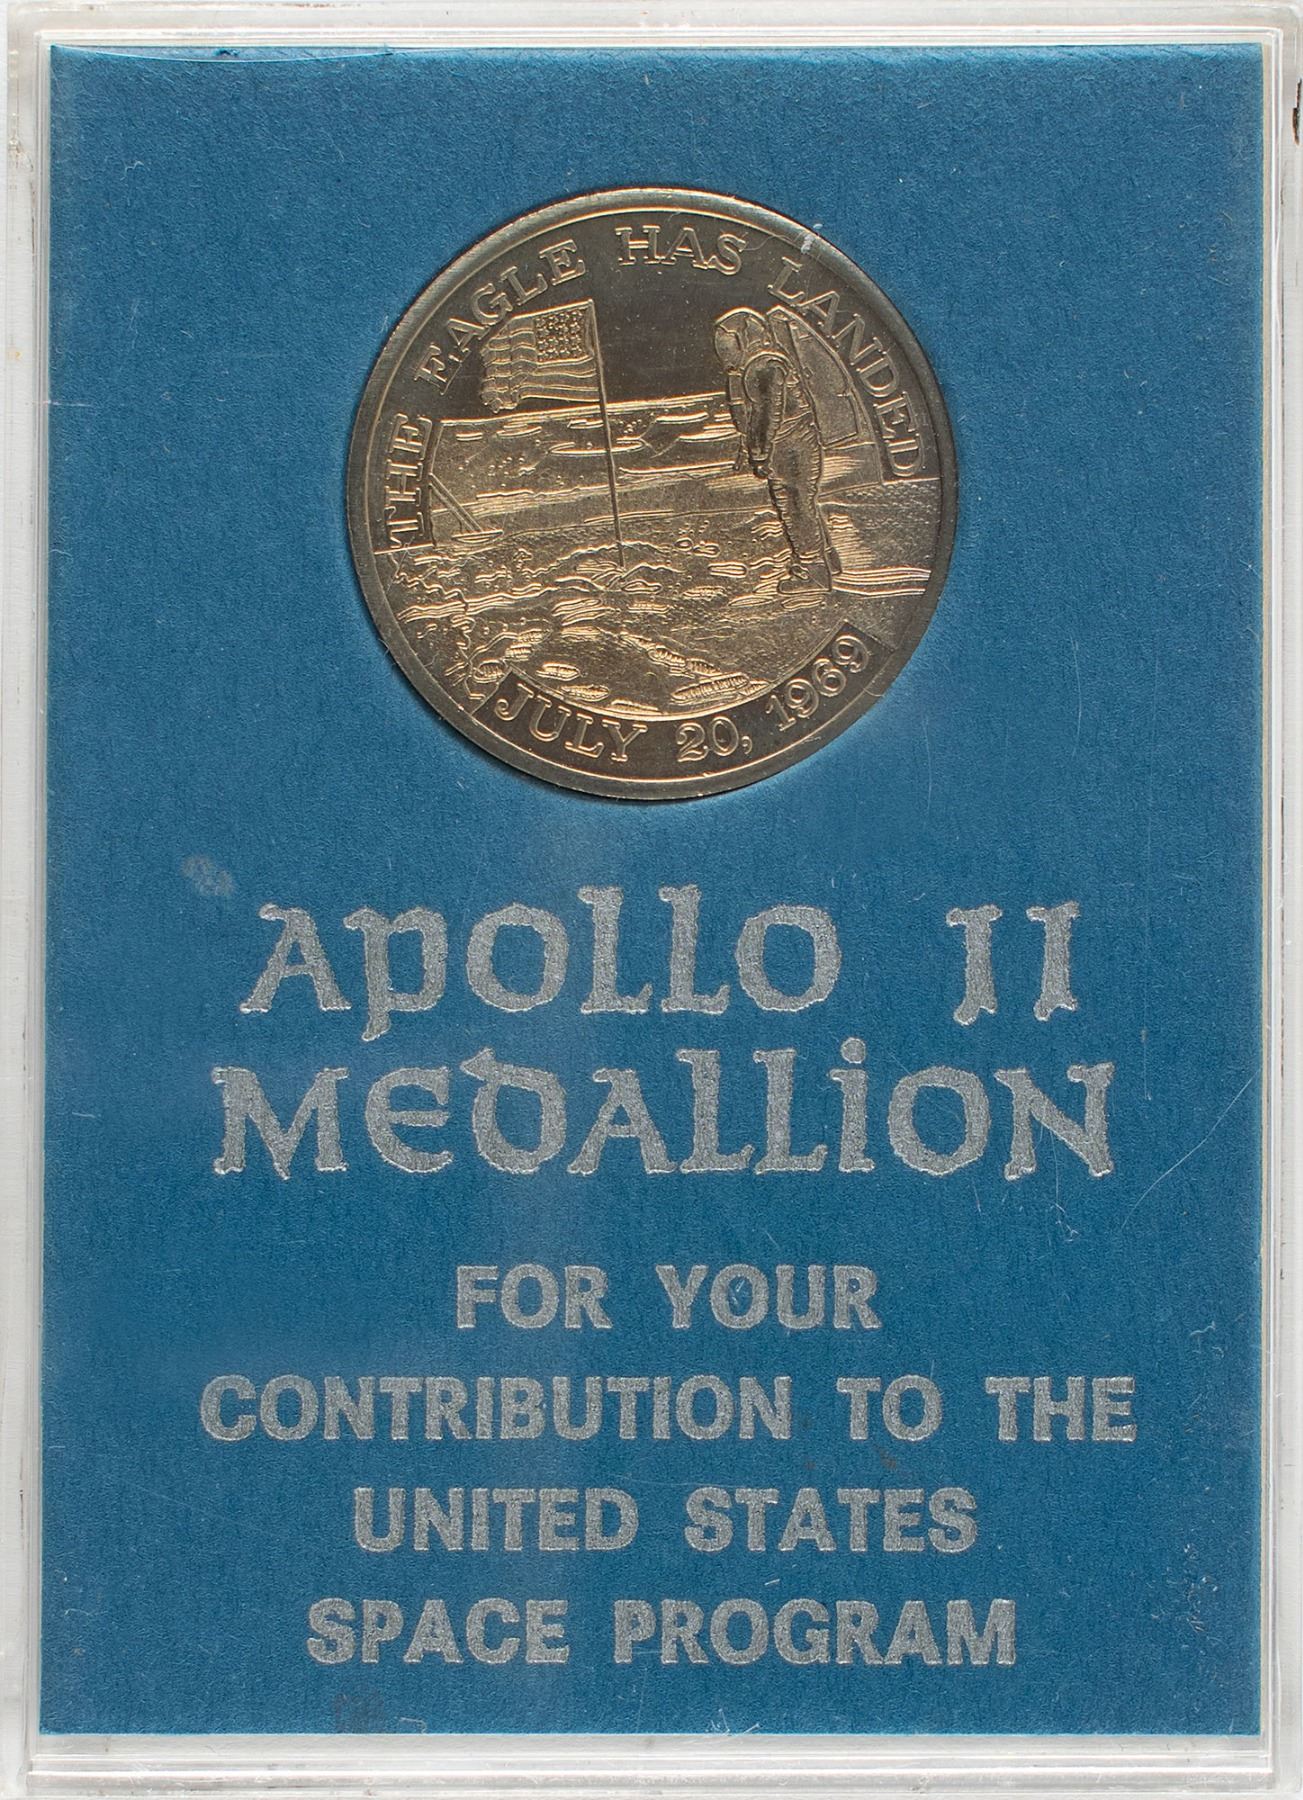 THE EAGLE HAS LANDED
JULY 20, 1969
APOLLO 11
MEDALLION
FOR YOUR
CONTRIBUTION TO THE
UNITED STATES
SPACE PROGRAM